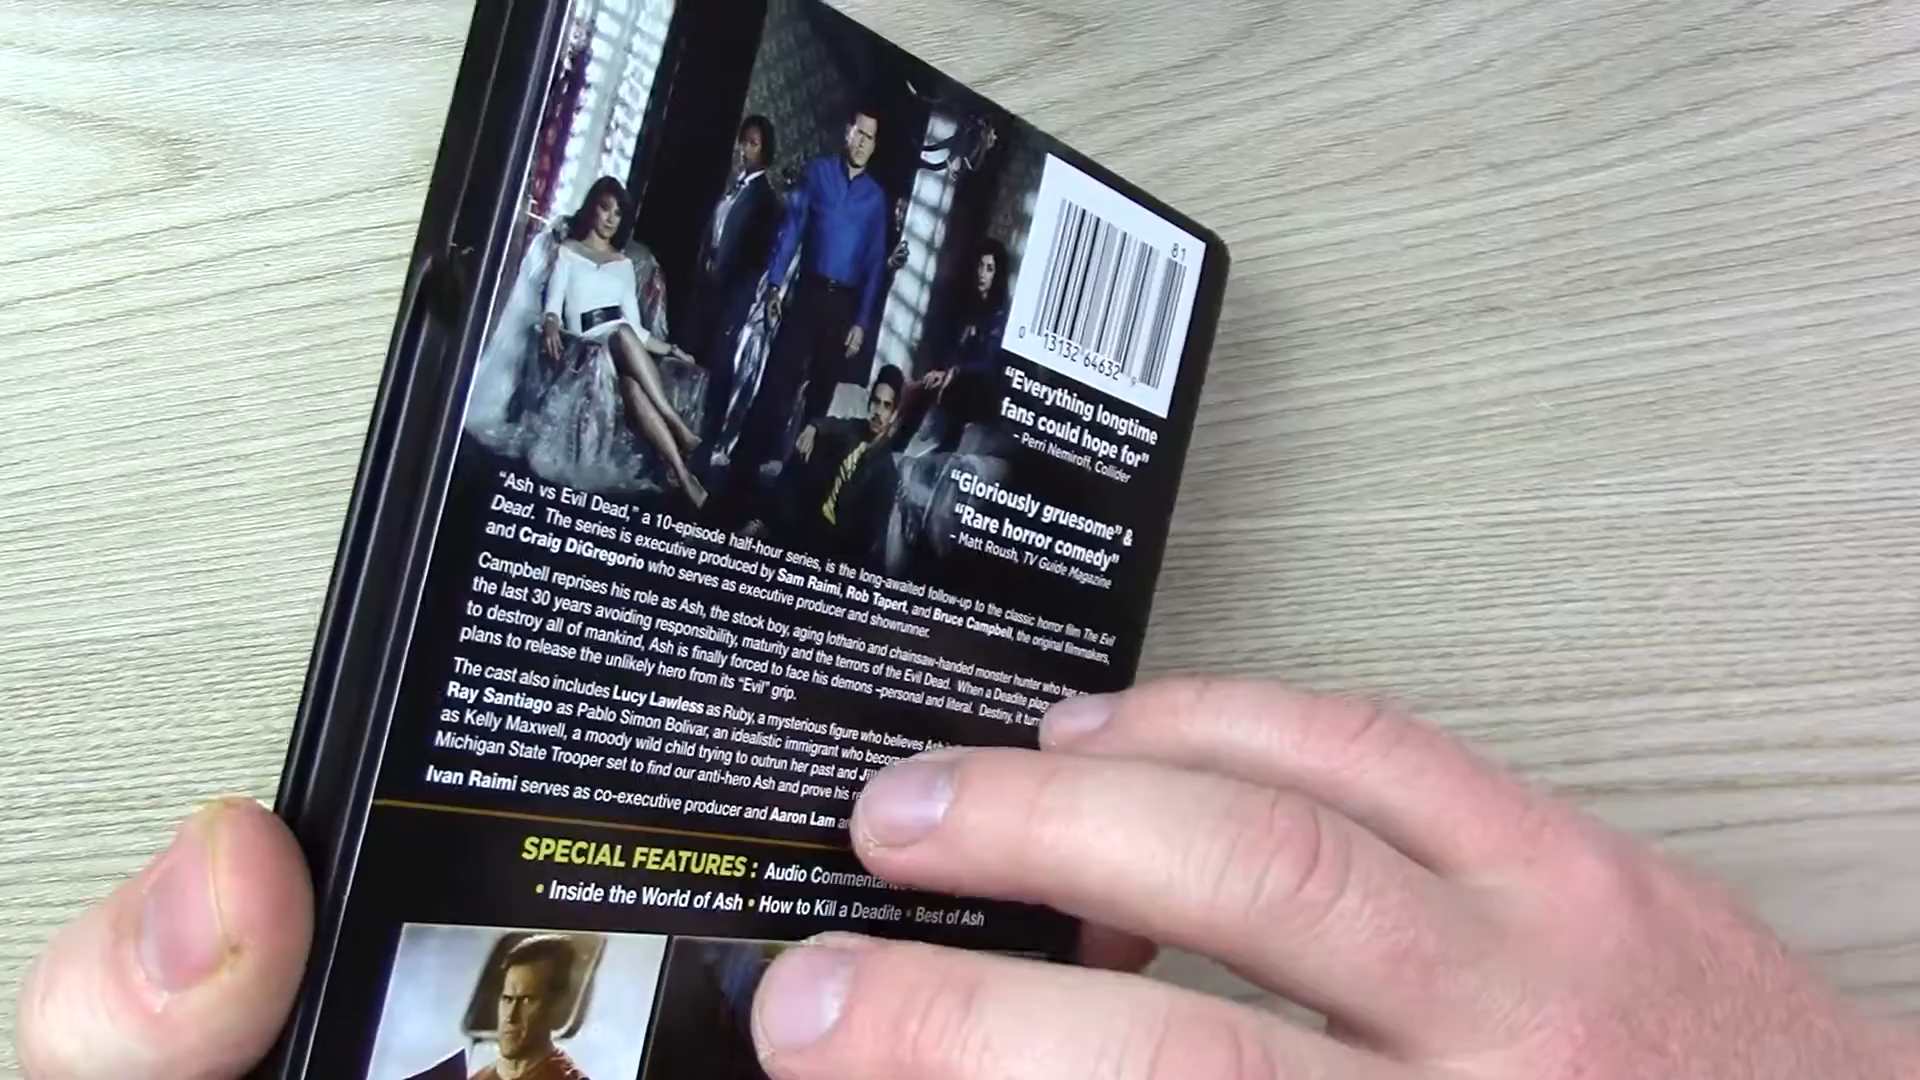 81
0 13132 64632 9
“Everything longtime
fans could hope for”
– Perri Nemiroff, Collider
“Gloriously gruesome” &
“Rare horror comedy”
– Matt Roush, TV Guide Magazine
“Ash vs Evil Dead,” a 10-episode half-hour series, is the long-awaited follow-up to the classic horror film The Evil
Dead. The series is executive produced by Sam Raimi, Rob Tapert, and Bruce Campbell, the original filmmakers,
and Craig DiGregorio who serves as executive producer and showrunner.
Campbell reprises his role as Ash, the stock boy, aging lothario and chainsaw-handed monster hunter who has
the last 30 years avoiding responsibility, maturity and the terrors of the Evil Dead. When a Deadite
to destroy all of mankind, Ash is finally forced to face his demons –personal and literal. Destiny, it
plans to release the unlikely hero from its “Evil” grip.
The cast also includes Lucy Lawless as Ruby, a mysterious figure who believes
Ray Santiago as Pablo Simon Bolivar, an idealistic immigrant who
as Kelly Maxwell, a moody wild child trying to outrun her past and
Michigan State Trooper set to find our anti-hero Ash and prove his
Ivan Raimi serves as co-executive producer and Aaron Lam
SPECIAL FEATURES : Audio
• Inside the World of Ash • How to Kill a Deadite • Best of Ash